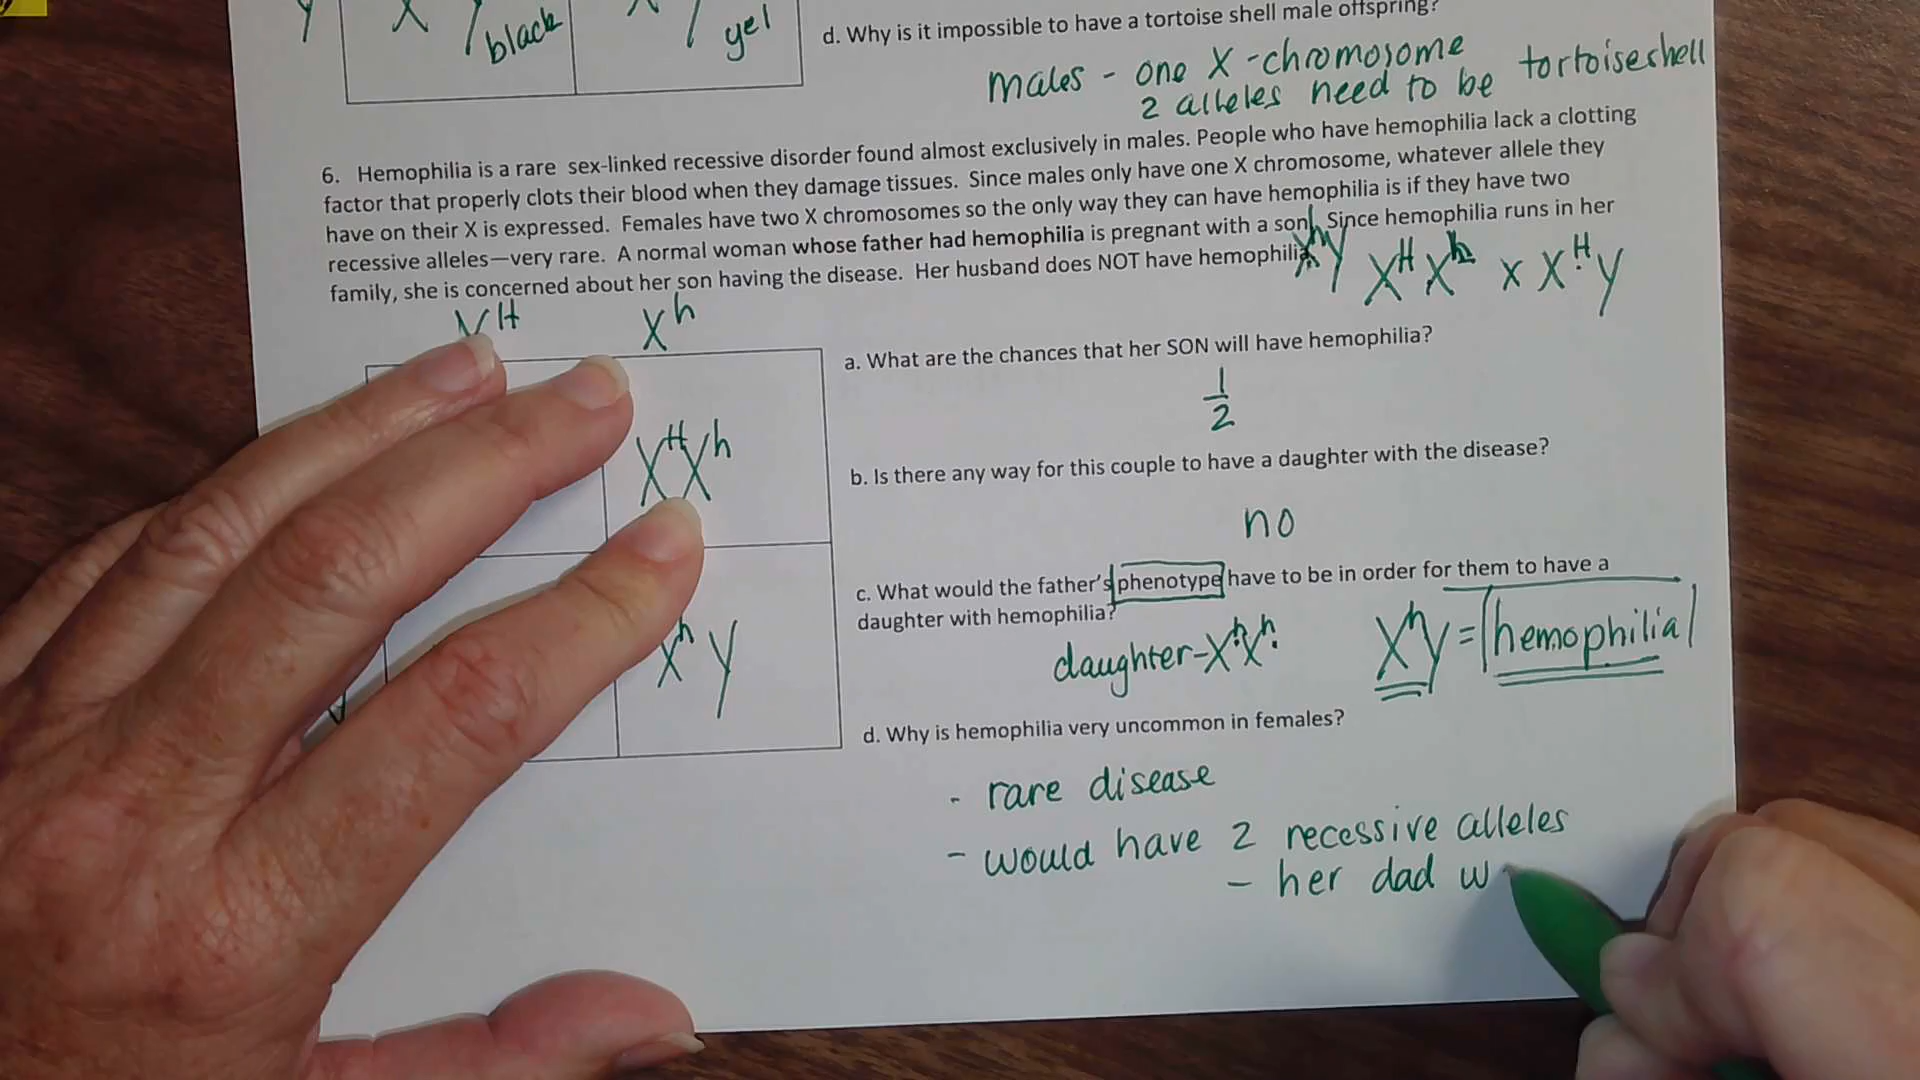 Y X Y black X Y yel
d. Why is it impossible to have a tortoise shell male offspring?
males - one X-chromosome
2 alleles need to be tortoiseshell
6. Hemophilia is a rare sex-linked recessive disorder found almost exclusively in males. People who have hemophilia lack a clotting
factor that properly clots their blood when they damage tissues. Since males only have one X chromosome, whatever allele they
have on their X is expressed. Females have two X chromosomes so the only way they can have hemophilia is if they have two
recessive alleles—very rare. A normal woman whose father had hemophilia is pregnant with a son. Since hemophilia runs in her
family, she is concerned about her son having the disease. Her husband does NOT have hemophilia.
XhY XH Xh x XH Y
XH Xh
XHXh
Xh Y
a. What are the chances that her SON will have hemophilia?
1/2
b. Is there any way for this couple to have a daughter with the disease?
no
c. What would the father's phenotype have to be in order for them to have a
daughter with hemophilia?
daughter-XhXh XhY = hemophilia
d. Why is hemophilia very uncommon in females?
- rare disease
- would have 2 recessive alleles
- her dad w